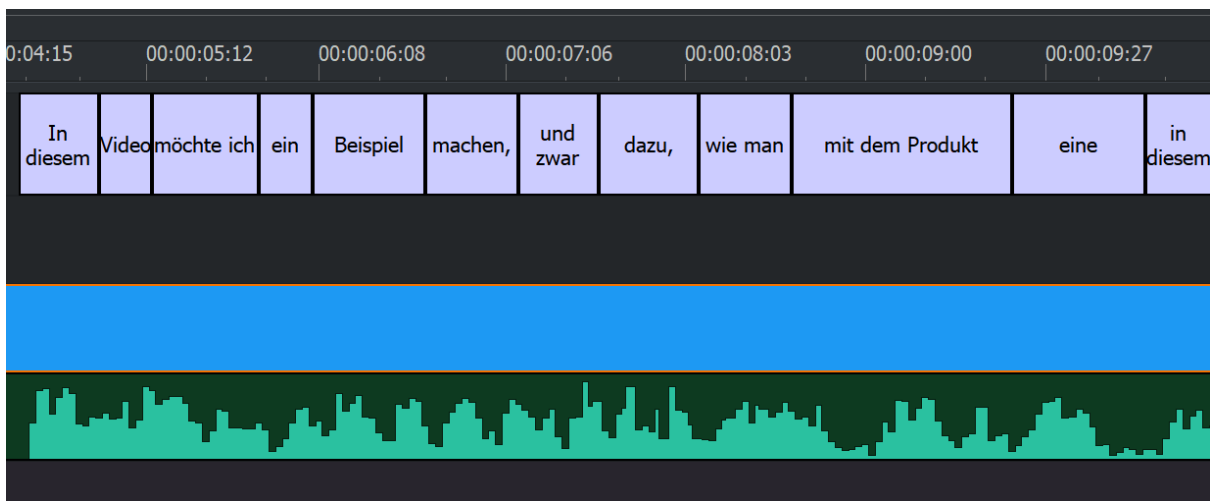 0:04:15 00:00:05:12 00:00:06:08 00:00:07:06 00:00:08:03 00:00:09:00 00:00:09:27
In
diesem
Video
möchte ich
ein
Beispiel
machen,
und
zwar
dazu,
wie man
mit dem Produkt
eine
in
diesem